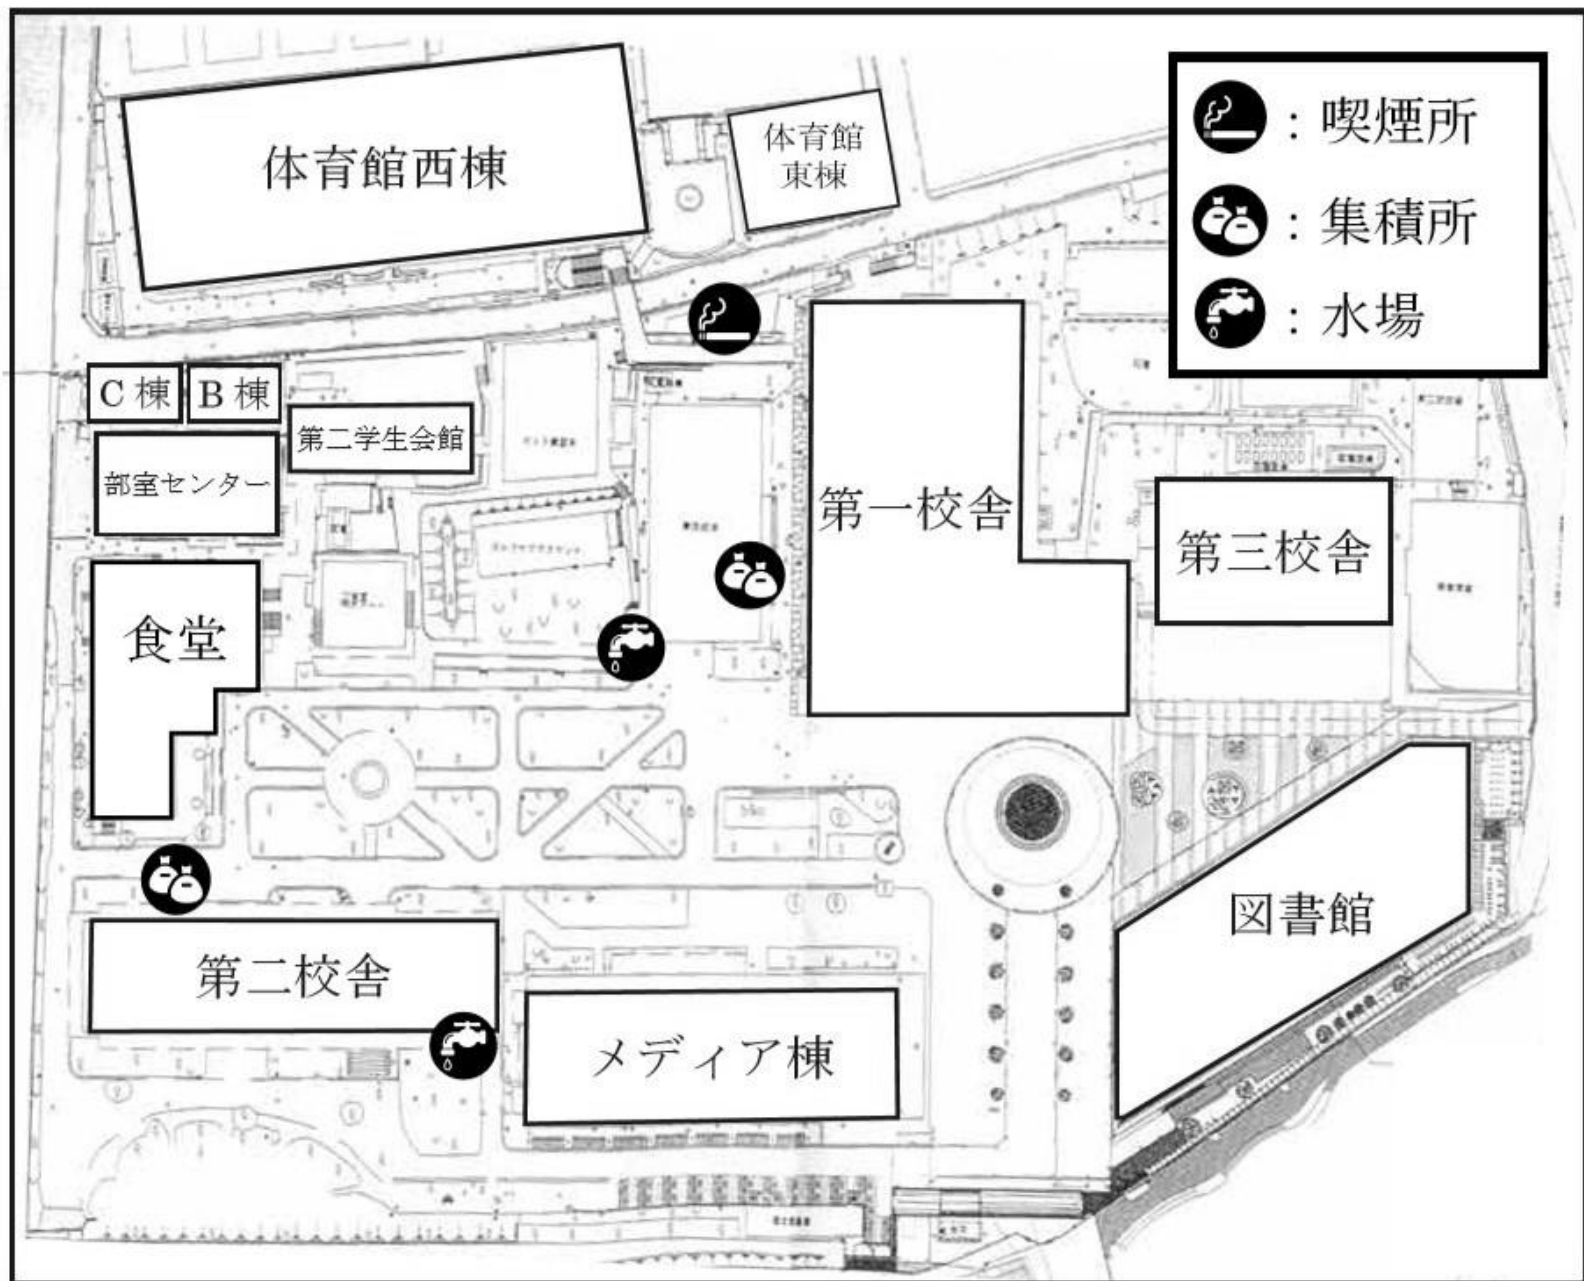 体育館西棟
体育館
東棟
：喫煙所
：集積所
：水場
C 棟
B 棟
第二学生会館
部室センター
第一校舎
第三校舎
食堂
図書館
第二校舎
メディア棟